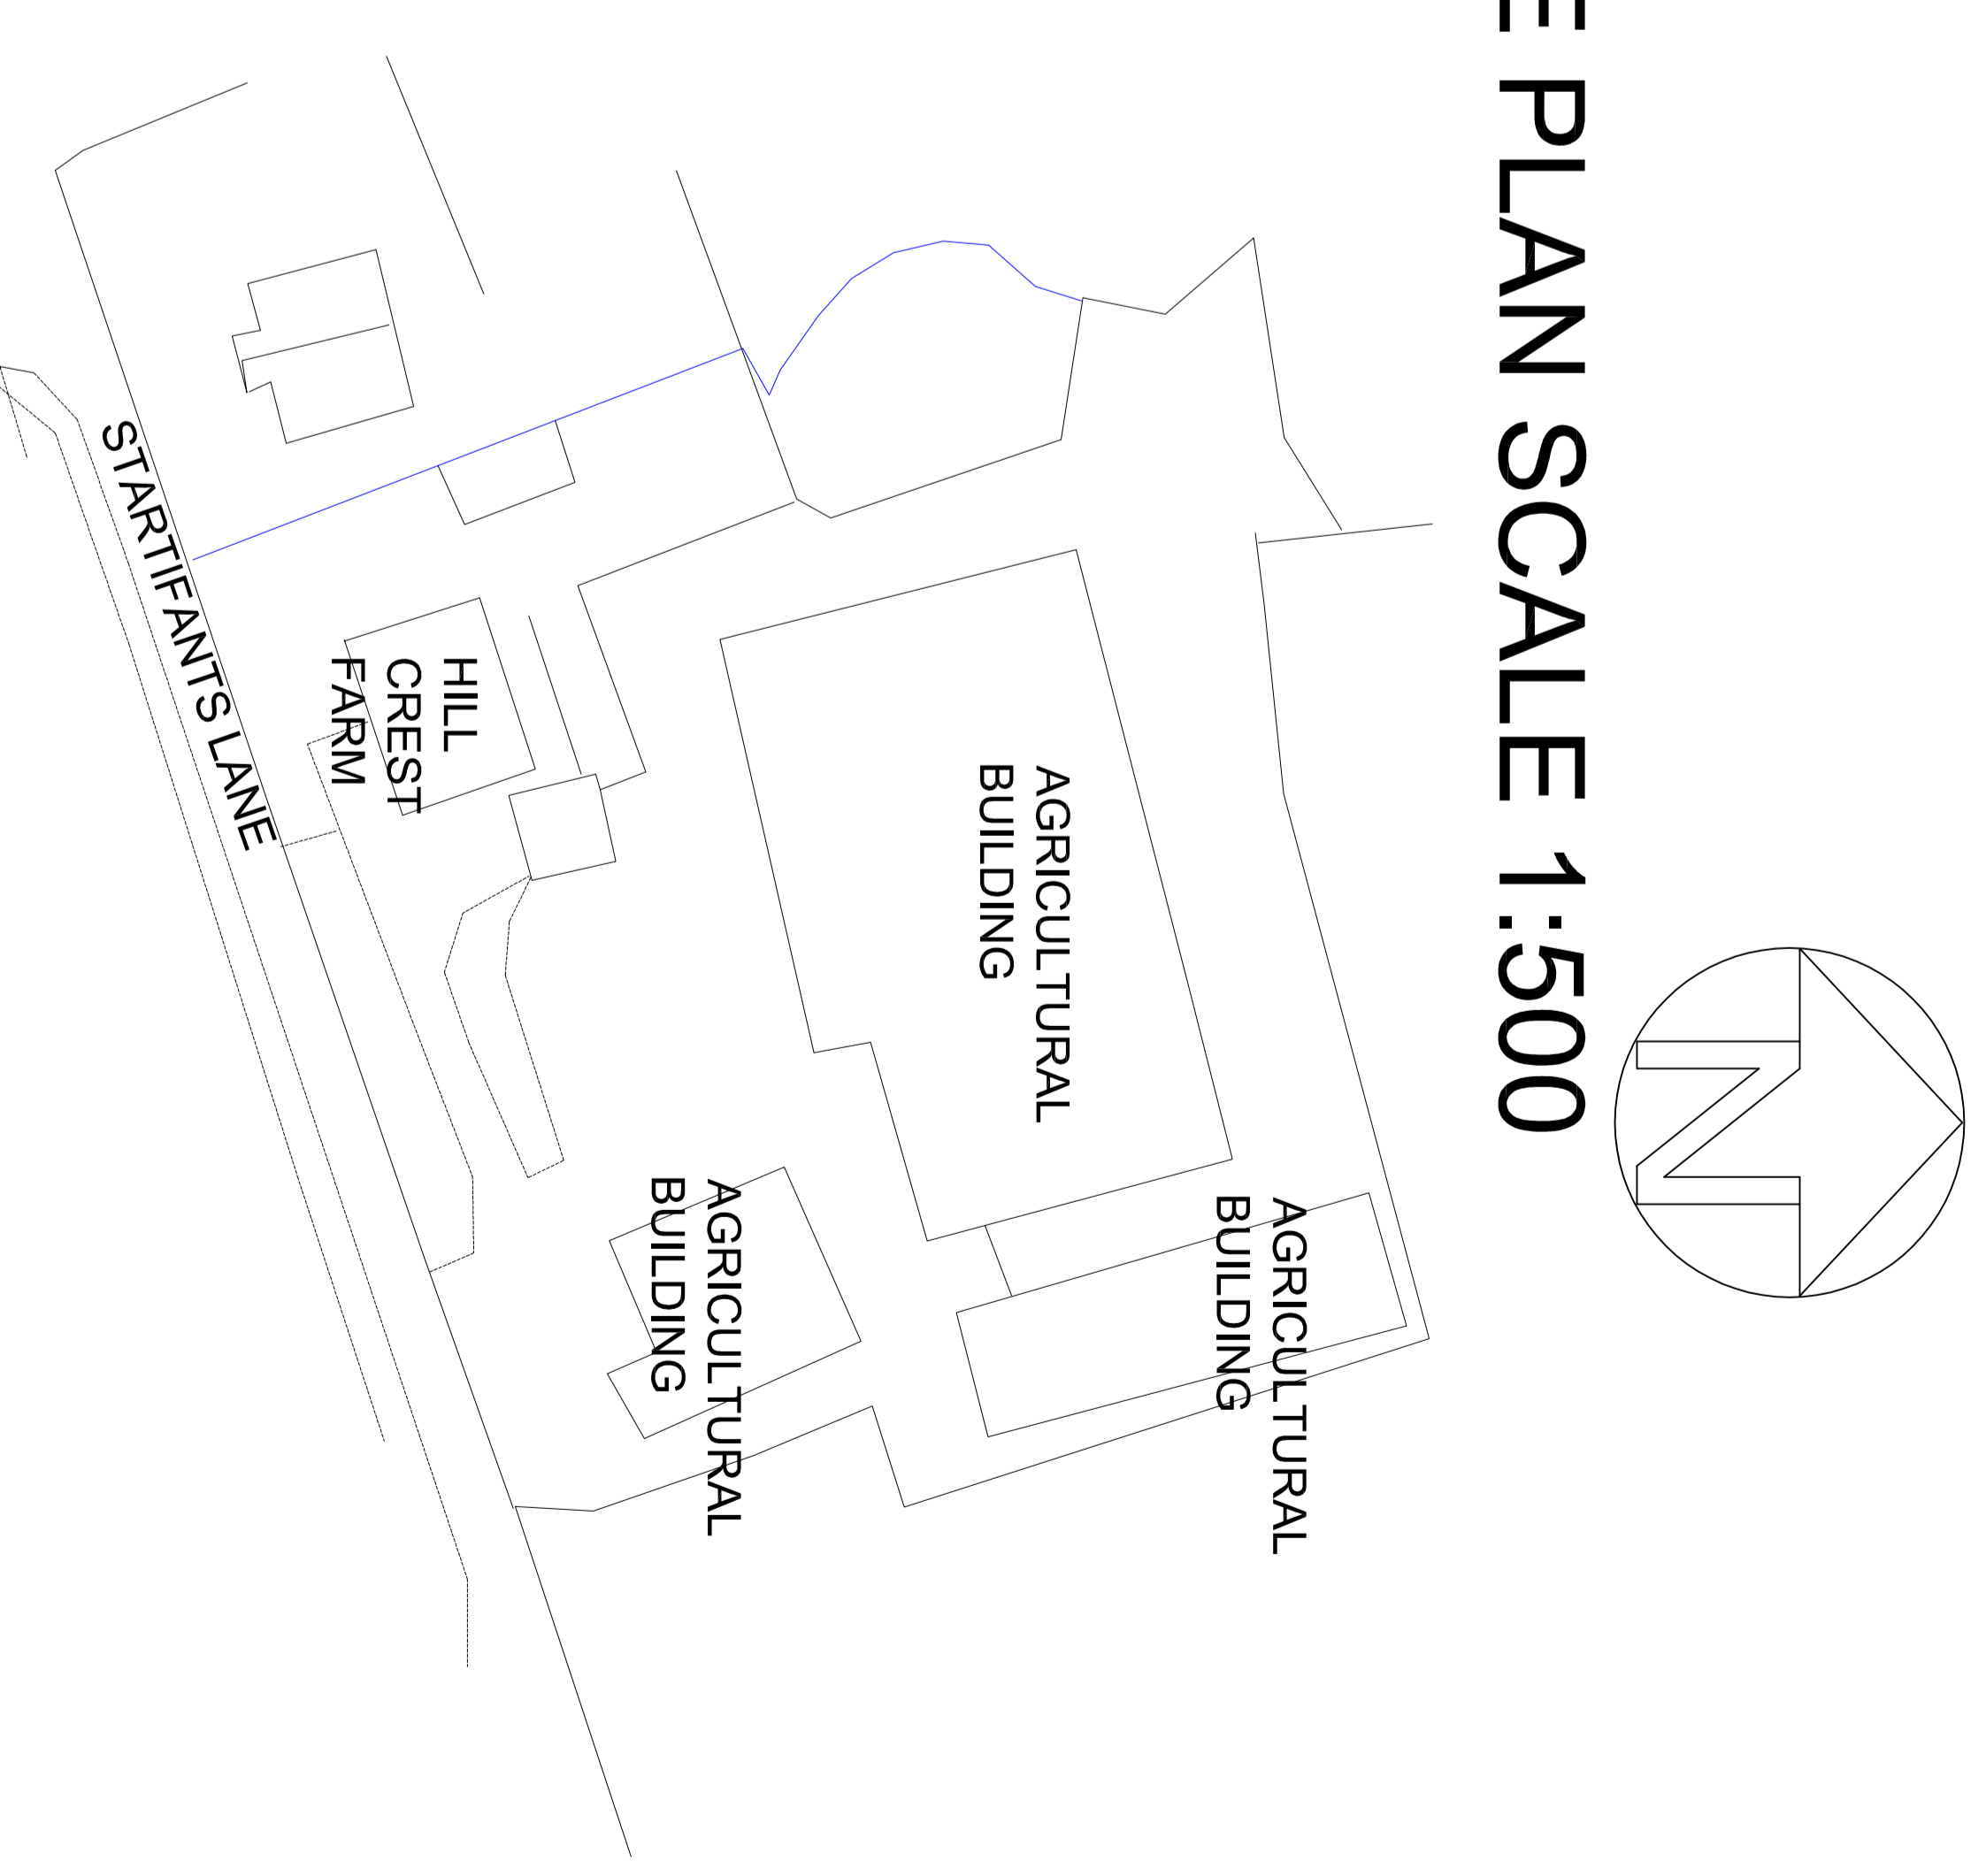 E PLAN SCALE 1:500
N
HILL
CREST
FARM
STARTIFANTS LANE
AGRICULTURAL
BUILDING
AGRICULTURAL
BUILDING
AGRICULTURAL
BUILDING